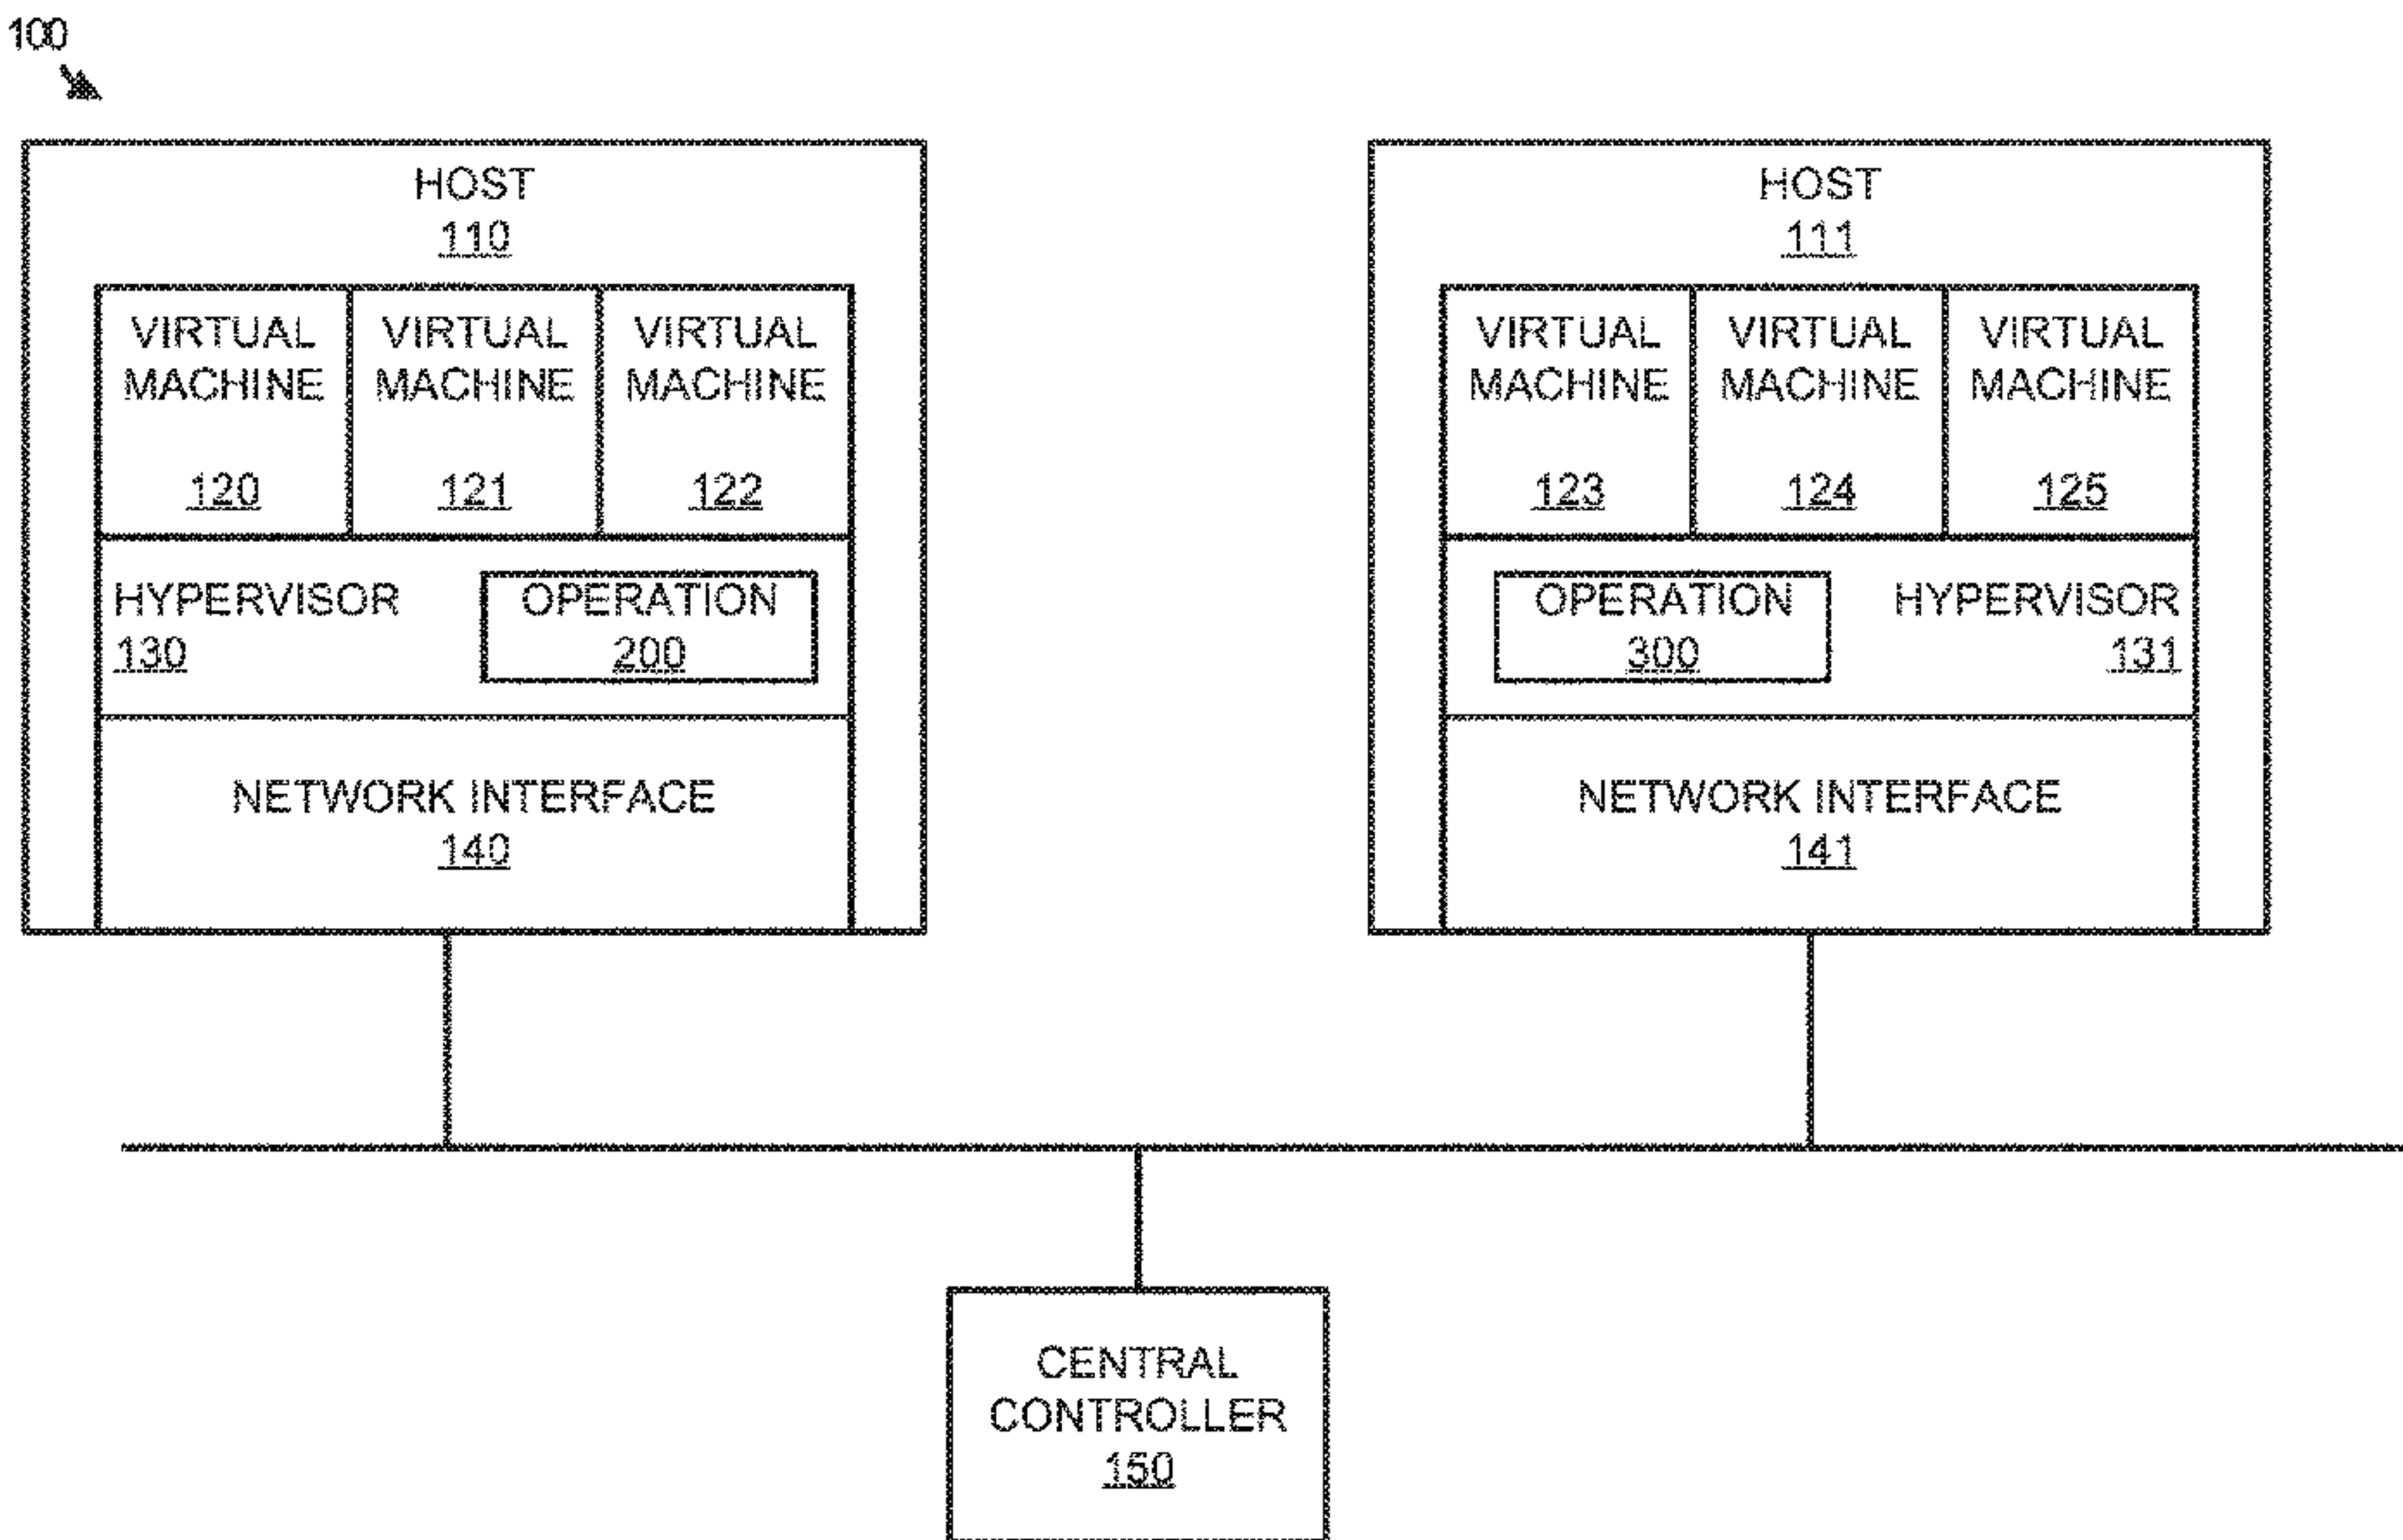 100
HOST
110
VIRTUAL
MACHINE
120
VIRTUAL
MACHINE
121
VIRTUAL
MACHINE
122
HYPERVISOR
130
OPERATION
200
NETWORK INTERFACE
140
HOST
111
VIRTUAL
MACHINE
123
VIRTUAL
MACHINE
124
VIRTUAL
MACHINE
125
OPERATION
300
HYPERVISOR
131
NETWORK INTERFACE
141
CENTRAL
CONTROLLER
150